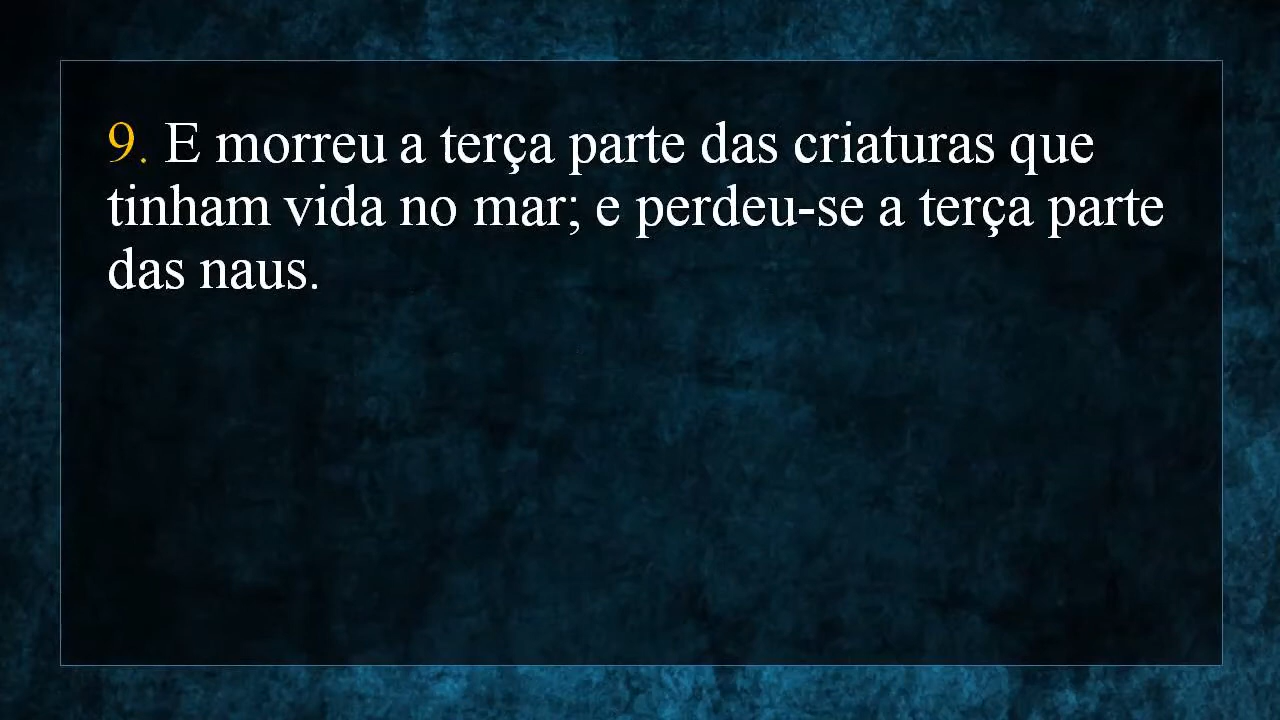 9. E morreu a terça parte das criaturas que
tinham vida no mar; e perdeu-se a terça parte
das naus.